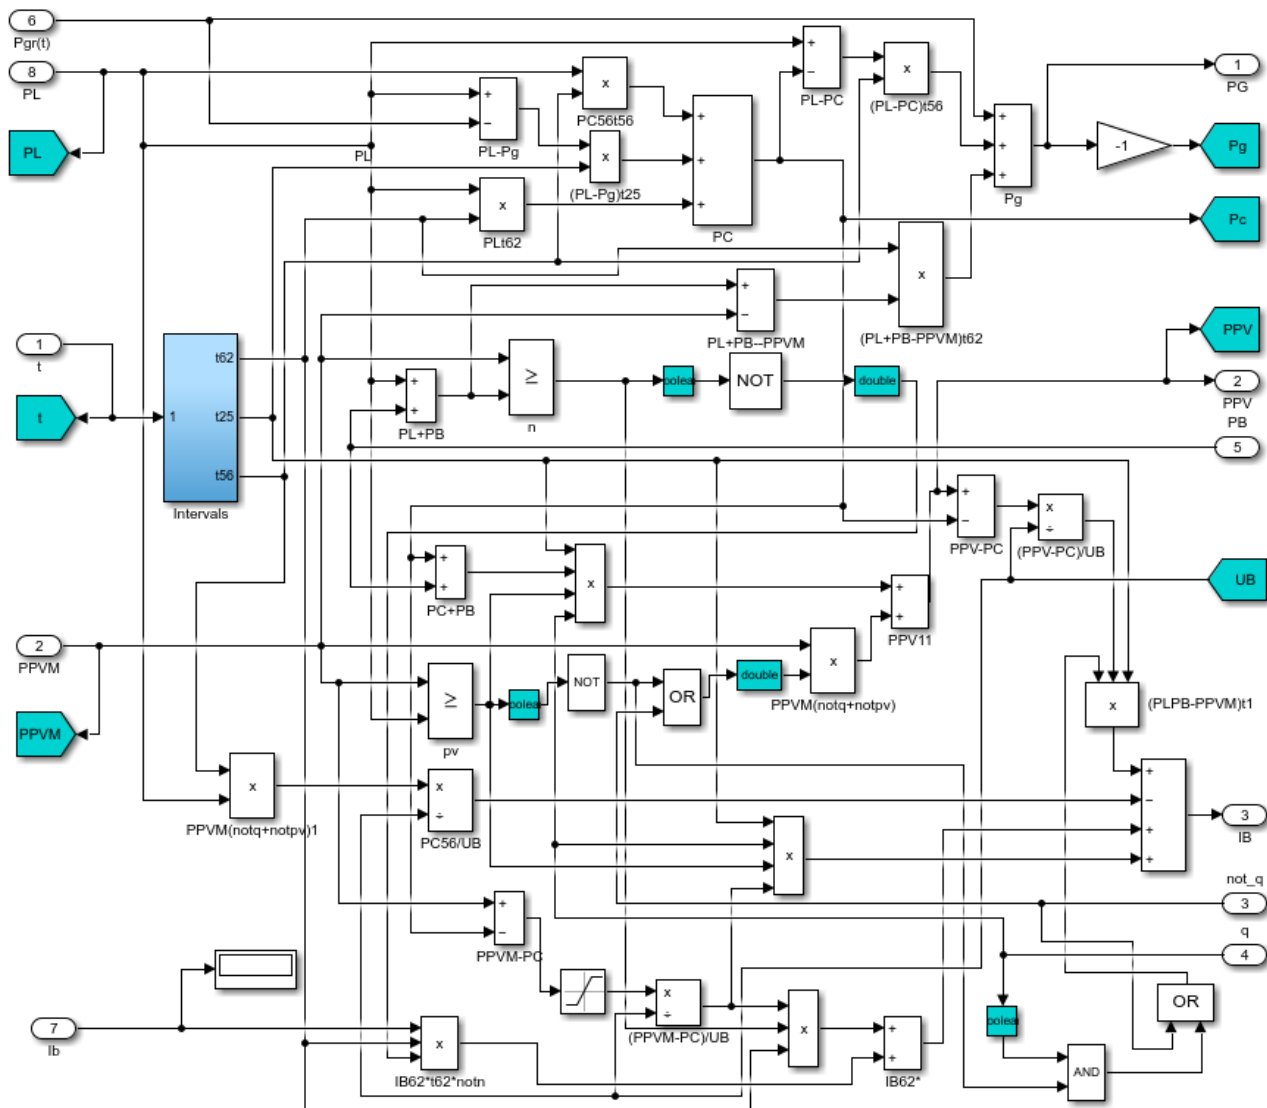 6
Pgr(t)
8
PL
PL
PL
+
−
PL-Pg
x
PC56t56
x
(PL-Pg)t25
x
PLt62
+
+
+
PC
+
−
PL-PC
x
(PL-PC)t56
+
+
+
Pg
-1
1
PG
Pg
Pc
x
(PL+PB-PPVM)t62
+
−
PL+PB--PPVM
PPV
2
PPV
PB
5
1
t
t
1
t62
t25
t56
Intervals
+
+
PL+PB
≥
n
NOT
double
+
−
PPV-PC
x
÷
(PPV-PC)/UB
UB
+
+
PC+PB
x
+
+
PPV11
2
PPVM
PPVM
≥
pv
NOT
OR
double
x
PPVM(notq+notpv)
x
(PLPB-PPVM)t1
x
PPVM(notq+notpv)1
x
÷
PC56/UB
x
+
−
+
+
3
IB
not_q
3
q
4
+
−
PPVM-PC
x
÷
(PPVM-PC)/UB
x
+
+
IB62*
7
Ib
x
IB62*t62*notn
OR
AND